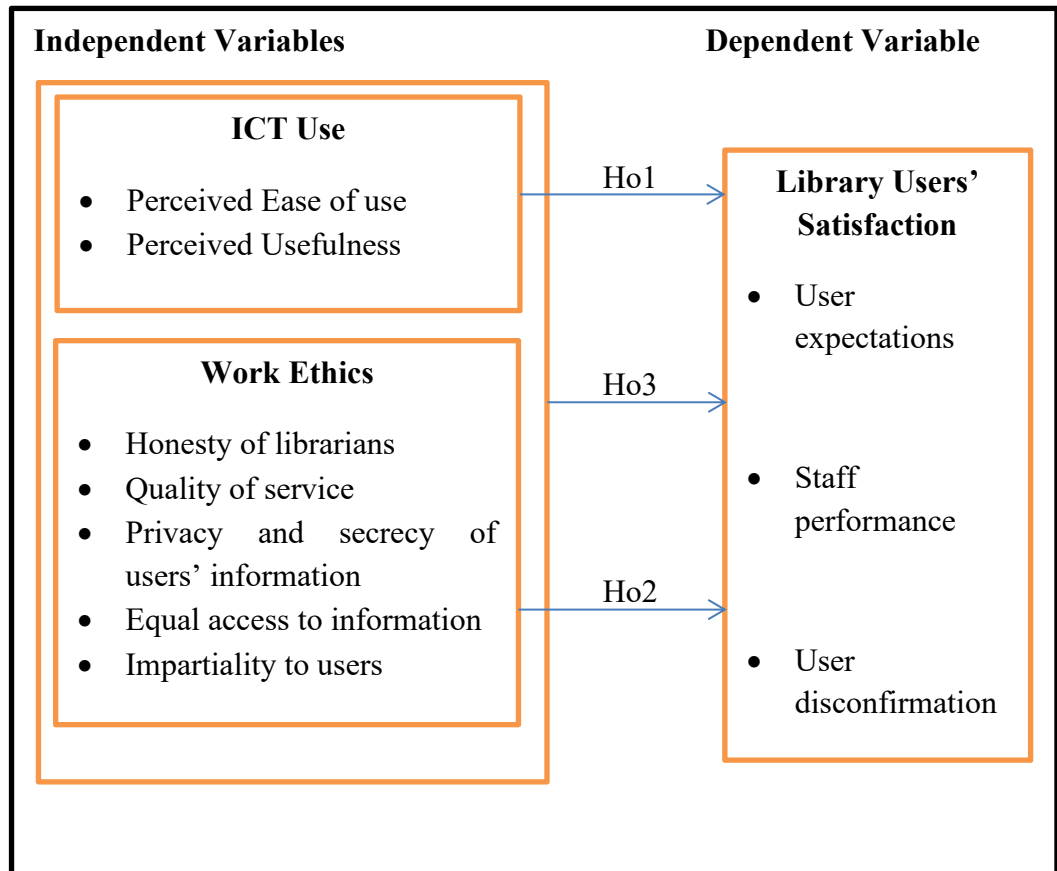 Independent Variables
Dependent Variable
ICT Use
• Perceived Ease of use
• Perceived Usefulness
Work Ethics
• Honesty of librarians
• Quality of service
• Privacy and secrecy of
users’ information
• Equal access to information
• Impartiality to users
Ho1
Ho3
Ho2
Library Users’
Satisfaction
• User
expectations
• Staff
performance
• User
disconfirmation